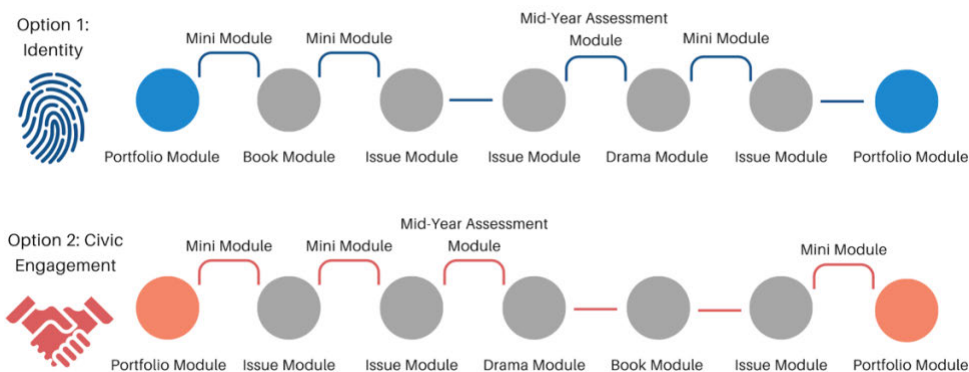 Option 1:
Identity
Mini Module
Mini Module
Mid-Year Assessment
Module
Mini Module
Portfolio Module
Book Module
Issue Module
Issue Module
Drama Module
Issue Module
Portfolio Module
Option 2: Civic
Engagement
Mini Module
Mini Module
Mid-Year Assessment
Module
Mini Module
Portfolio Module
Issue Module
Issue Module
Drama Module
Book Module
Issue Module
Portfolio Module